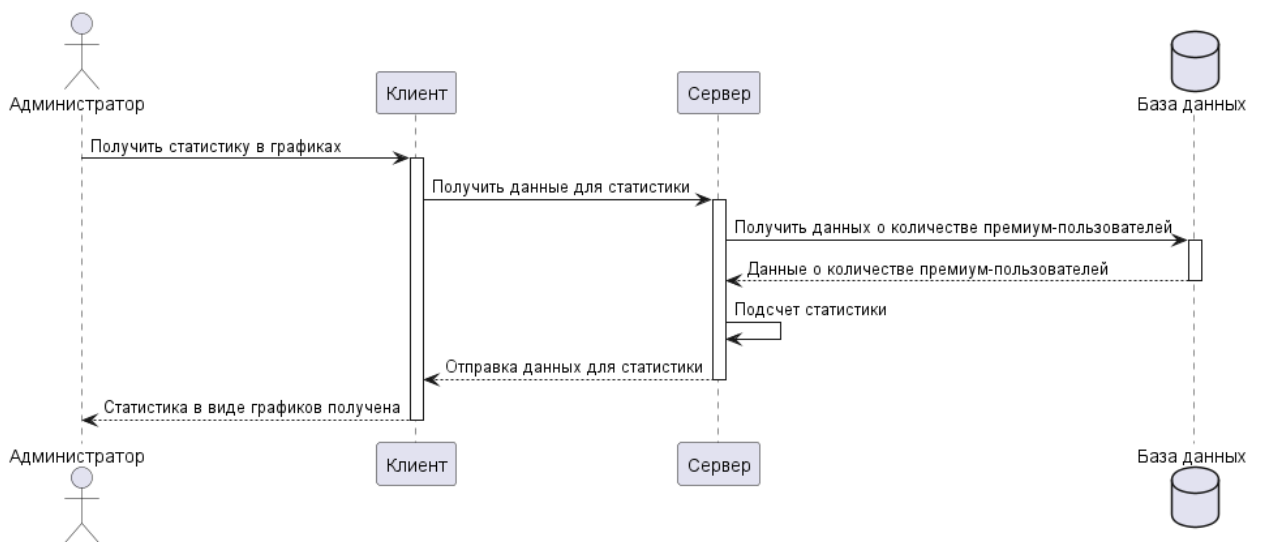 Администратор
Клиент
Сервер
База данных
Получить статистику в графиках
Получить данные для статистики
Получить данных о количестве премиум-пользователей
Данные о количестве премиум-пользователей
Подсчет статистики
Отправка данных для статистики
Статистика в виде графиков получена
Администратор
Клиент
Сервер
База данных